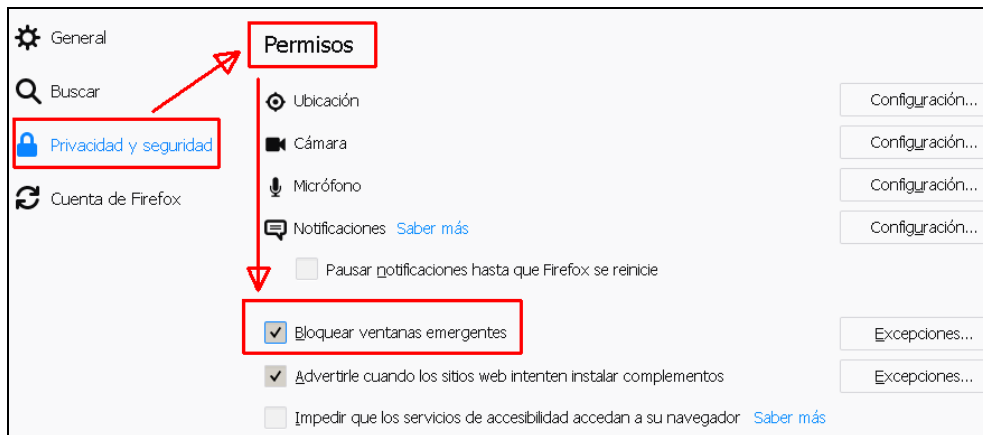 General
Buscar
Privacidad y seguridad
Cuenta de Firefox
Permisos
Ubicación Configuración...
Cámara Configuración...
Micrófono Configuración...
Notificaciones Saber más Configuración...
Pausar notificaciones hasta que Firefox se reinicie
Bloquear ventanas emergentes Excepciones...
Advertirle cuando los sitios web intenten instalar complementos Excepciones...
Impedir que los servicios de accesibilidad accedan a su navegador Saber más